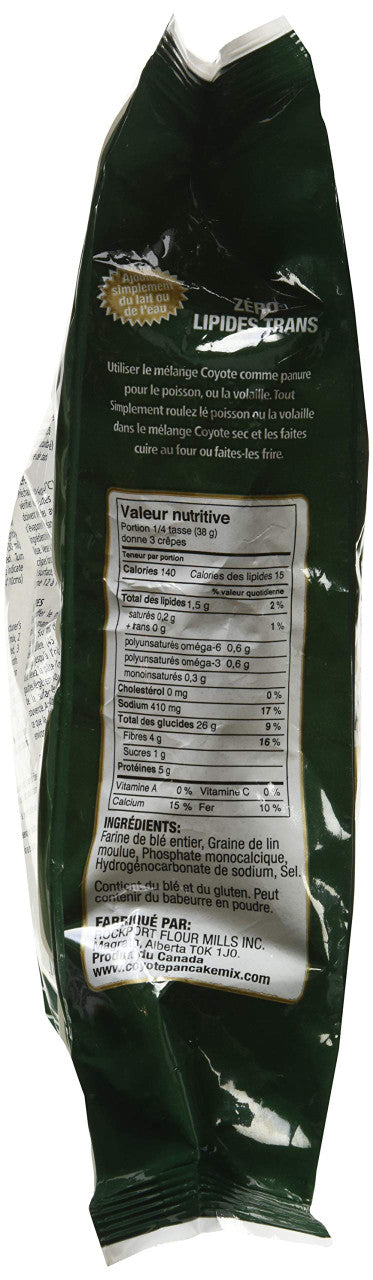 Ajoutez
simplement
du lait ou
de l'eau
ZÉRO
LIPIDES TRANS
Utiliser le mélange Coyote comme panure
pour le poisson, ou la volaille. Tout
Simplement roulez lé poisson ou la volaille
dans le mélange Coyote sec et les faites
cuire au four ou faites-les frire.
Valeur nutritive
Portion 1/4 tasse (38 g)
donne 3 crêpes
Teneur par portion
Calories 140 Calories des lipides 15
% valeur quotidienne
Total des lipides 1,5 g 2 %
saturés 0,2 g
+ trans 0 g 1 %
polyunsaturés oméga-6 0,6 g
polyunsaturés oméga-3 0,6 g
monoinsaturés 0,3 g
Cholestérol 0 mg 0 %
Sodium 410 mg 17 %
Total des glucides 26 g 9 %
Fibres 4 g 16 %
Sucres 1 g
Protéines 5 g
Vitamine A 0 % Vitamine C 0 %
Calcium 15 % Fer 10 %
INGRÉDIENTS:
Farine de blé entier, Graine de lin
moulue, Phosphate monocalcique,
Hydrogénocarbonate de sodium, Sel.
Contient du blé et du gluten. Peut
contenir du babeurre en poudre.
FABRIQUÉ PAR:
ROCKPORT FLOUR MILLS INC.
Magrath, Alberta T0K 1J0.
Produit du Canada
www.coyotepancakemix.com